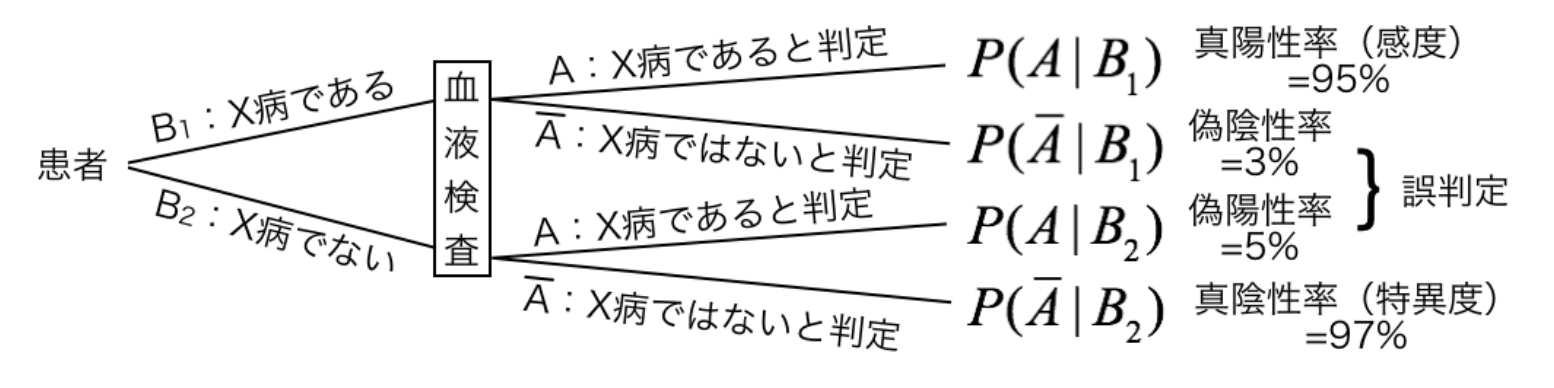 患者
B₁：X病である
B₂：X病でない
血液検査
A：X病であると判定
P(A|B₁)
真陽性率（感度）
=95%
A̅：X病ではないと判定
P(A̅|B₁)
偽陰性率
=3%
A：X病であると判定
P(A|B₂)
偽陽性率
=5%
} 誤判定
A̅：X病ではないと判定
P(A̅|B₂)
真陰性率（特異度）
=97%